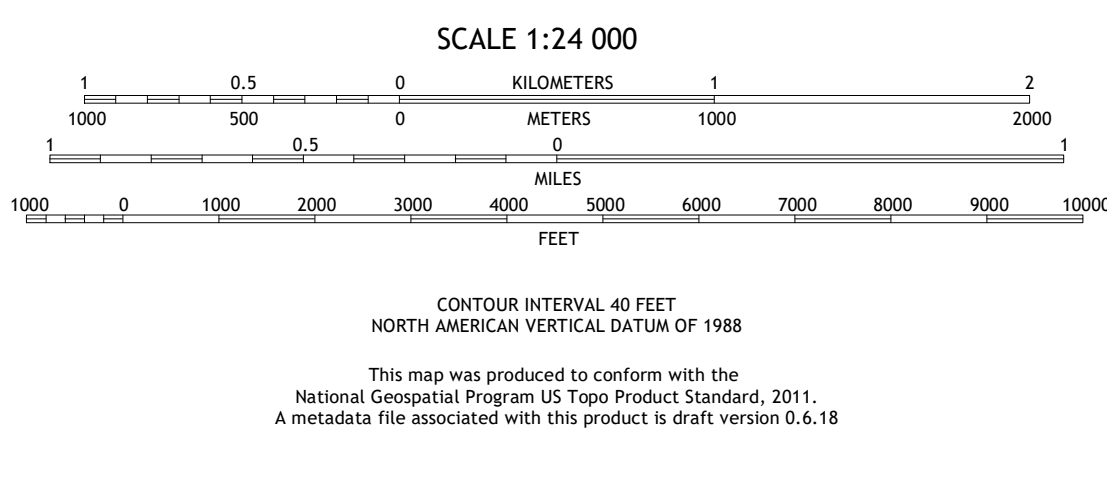 SCALE 1:24 000
1 0.5 0 KILOMETERS 1 2
1000 500 0 METERS 1000 2000
1 0.5 0 1
MILES
1000 0 1000 2000 3000 4000 5000 6000 7000 8000 9000 10000
FEET
CONTOUR INTERVAL 40 FEET
NORTH AMERICAN VERTICAL DATUM OF 1988
This map was produced to conform with the
National Geospatial Program US Topo Product Standard, 2011.
A metadata file associated with this product is draft version 0.6.18